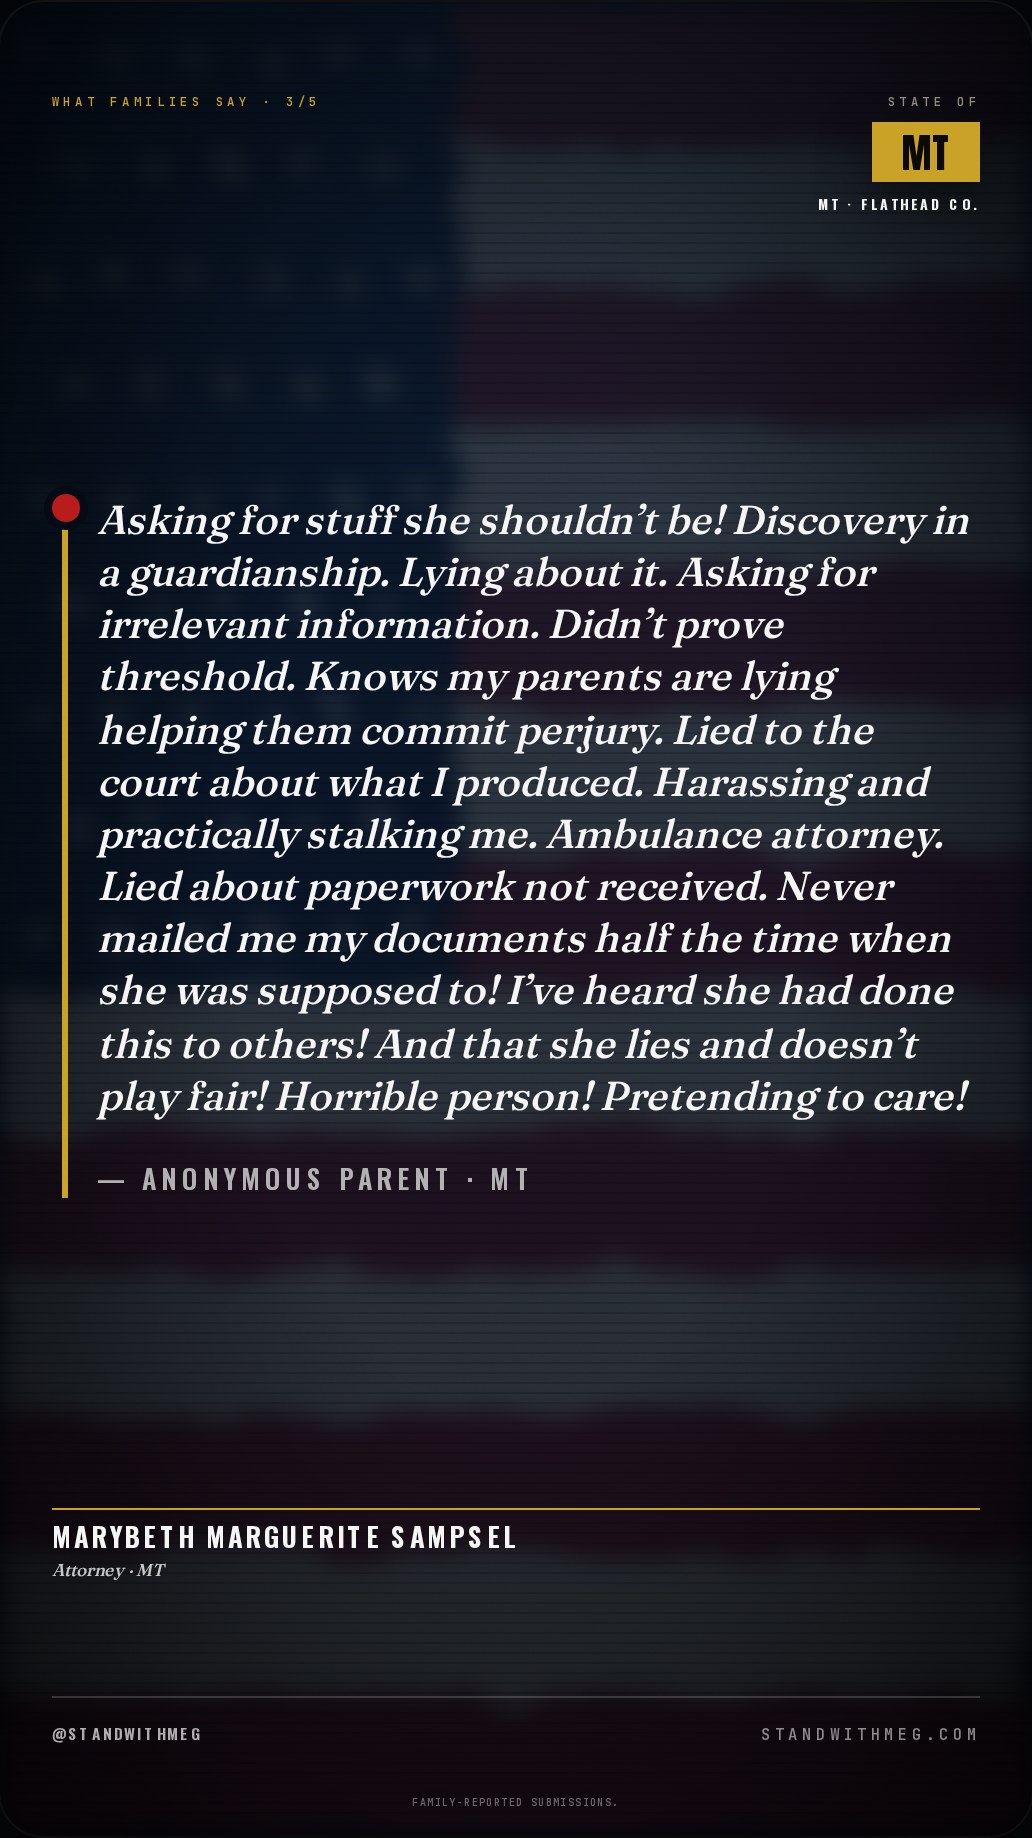 WHAT FAMILIES SAY · 3/5
STATE OF
MT
MT · FLATHEAD CO.
Asking for stuff she shouldn’t be! Discovery in
a guardianship. Lying about it. Asking for
irrelevant information. Didn’t prove
threshold. Knows my parents are lying
helping them commit perjury. Lied to the
court about what I produced. Harassing and
practically stalking me. Ambulance attorney.
Lied about paperwork not received. Never
mailed me my documents half the time when
she was supposed to! I’ve heard she had done
this to others! And that she lies and doesn’t
play fair! Horrible person! Pretending to care!
— ANONYMOUS PARENT · MT
MARYBETH MARGUERITE SAMPSEL
Attorney · MT
@STANDWITHMEG
STANDWITHMEG.COM
FAMILY-REPORTED SUBMISSIONS.